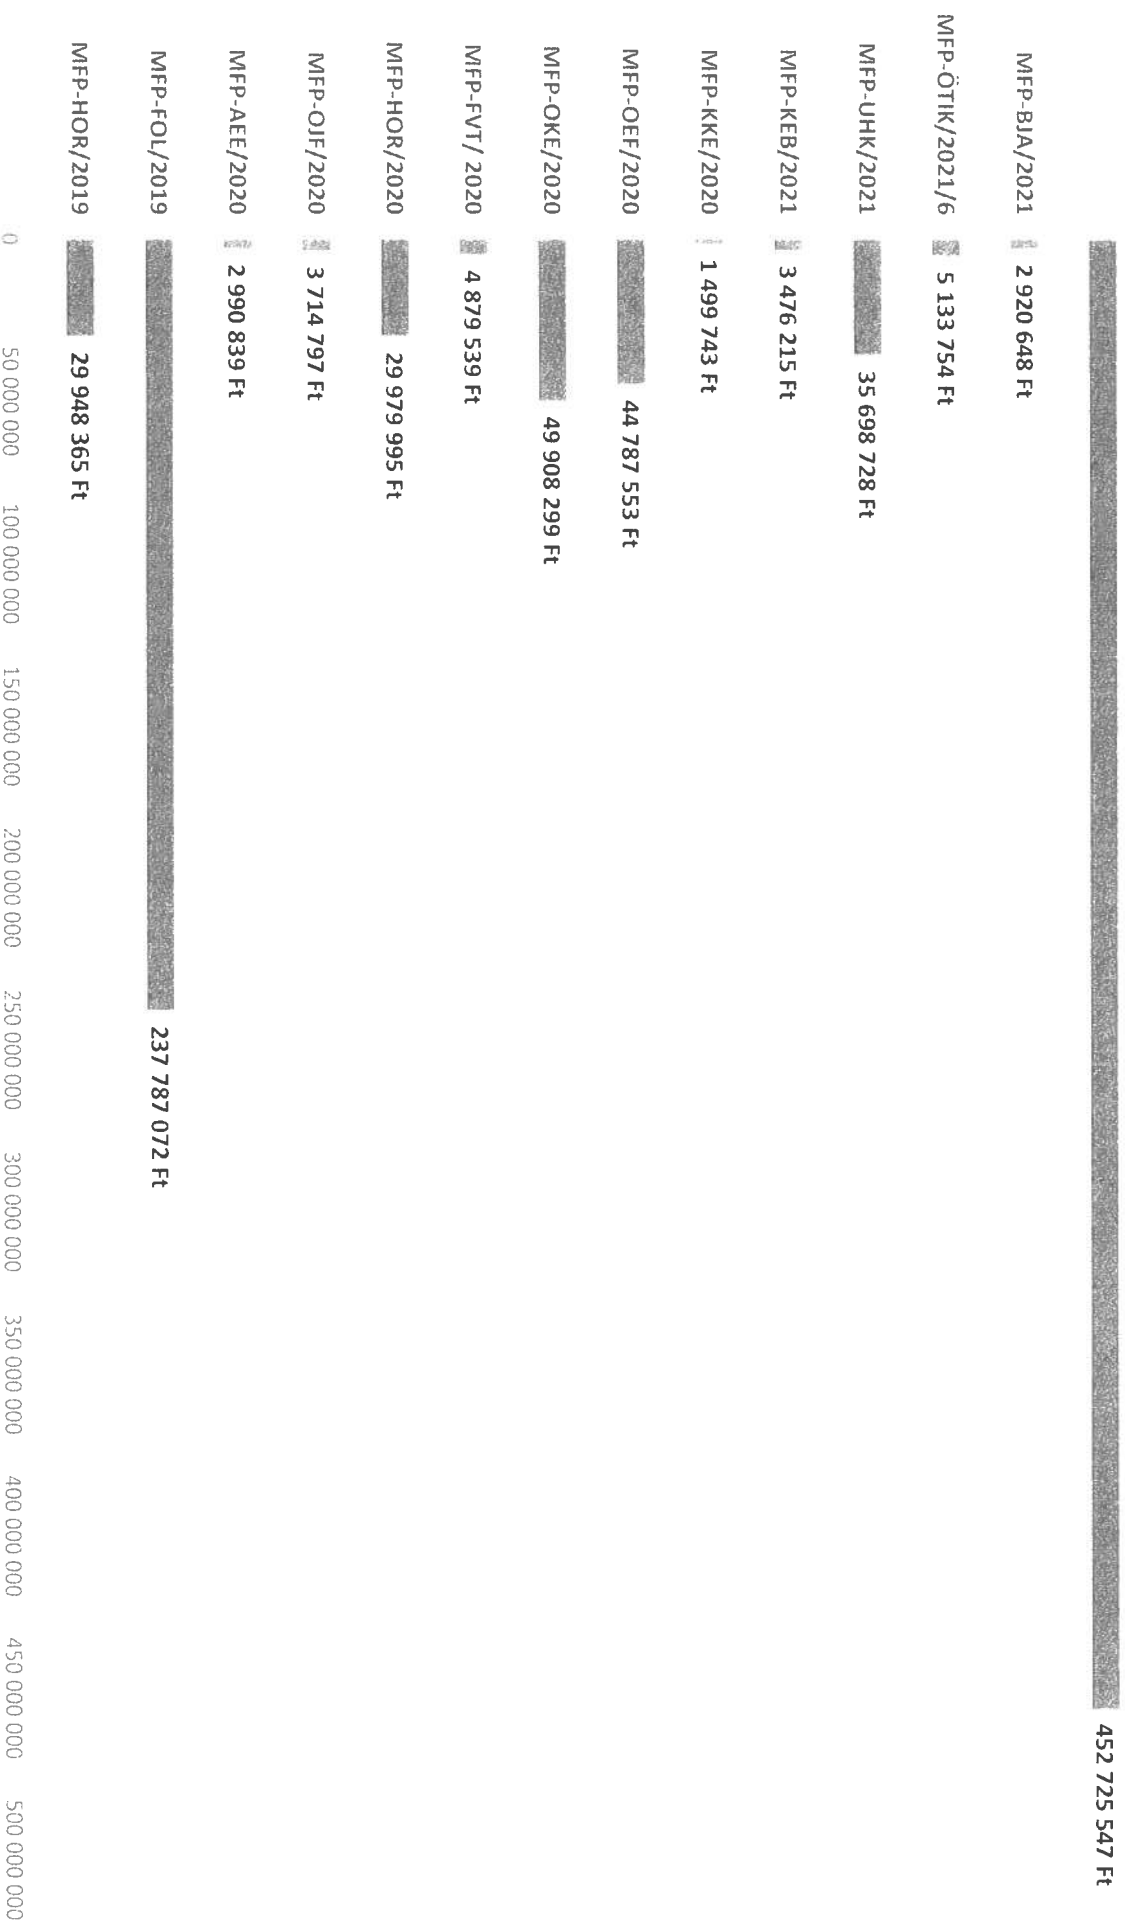 452 725 547 Ft
MFP-BJA/2021 2 920 648 Ft
MFP-ÖTIK/2021/6 5 133 754 Ft
MFP-UHK/2021 35 698 728 Ft
MFP-KEB/2021 3 476 215 Ft
MFP-KKE/2020 1 499 743 Ft
MFP-OEF/2020 44 787 553 Ft
MFP-OKE/2020 49 908 299 Ft
MFP-FVT/ 2020 4 879 539 Ft
MFP-HOR/2020 29 979 995 Ft
MFP-OJF/2020 3 714 797 Ft
MFP-AEE/2020 2 990 839 Ft
MFP-FOL/2019 237 787 072 Ft
MFP-HOR/2019 29 948 365 Ft
0 50 000 000 100 000 000 150 000 000 200 000 000 250 000 000 300 000 000 350 000 000 400 000 000 450 000 000 500 000 000